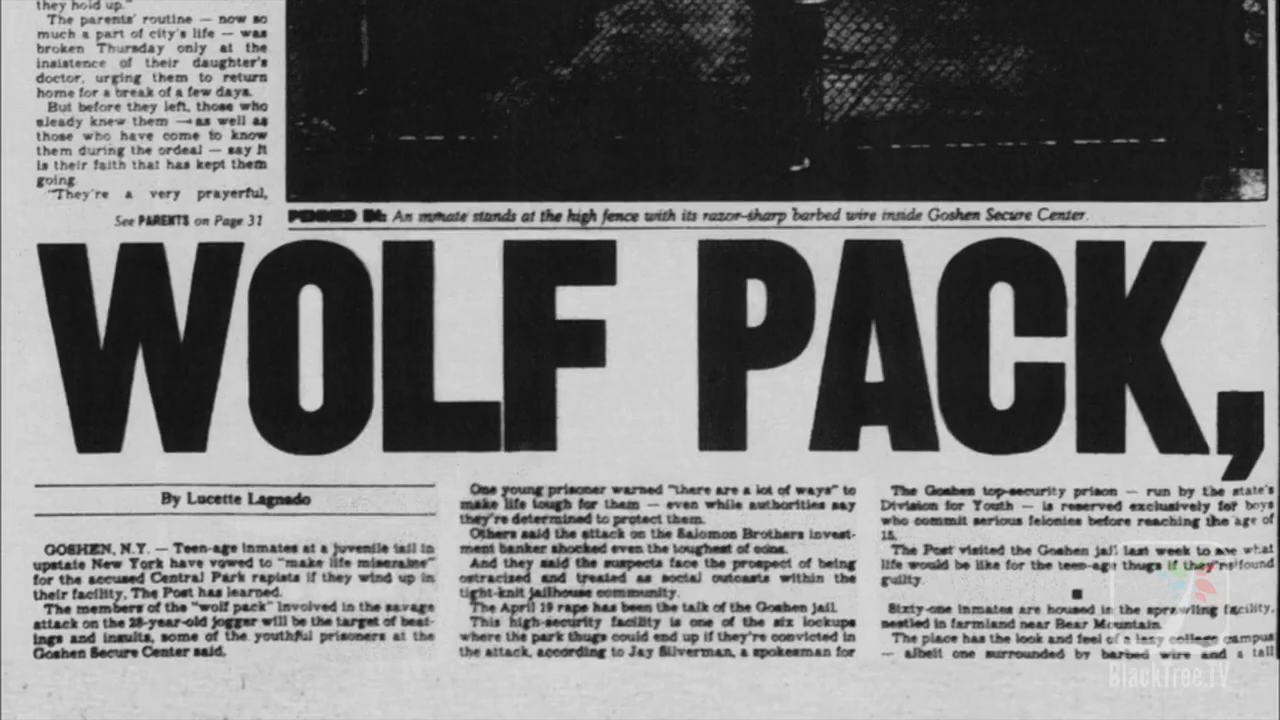 they hold up."
The parents' routine — now so
much a part of city's life — was
broken Thursday only at the
insistence of their daughter's
doctor, urging them to return
home for a break of a few days.
But before they left, those who
aleady knew them — as well as
those who have come to know
them during the ordeal — say it
is their faith that has kept them
going.
"They're a very prayerful,
See PARENTS on Page 31
PENNED IN: An inmate stands at the high fence with its razor-sharp barbed wire inside Goshen Secure Center.
WOLF PACK,
By Lucette Lagnado
GOSHEN, N.Y. — Teen-age inmates at a juvenile jail in
upstate New York have vowed to "make life miserable"
for the accused Central Park rapists if they wind up in
their facility, The Post has learned.
The members of the "wolf pack" involved in the savage
attack on the 28-year-old jogger will be the target of beat-
ings and insults, some of the youthful prisoners at the
Goshen Secure Center said.
One young prisoner warned "there are a lot of ways" to
make life tough for them — even while authorities say
they're determined to protect them.
Others said the attack on the Salomon Brothers invest-
ment banker shocked even the toughest of cons.
And they said the suspects face the prospect of being
ostracized and treated as social outcasts within the
tight-knit jailhouse community.
The April 19 rape has been the talk of the Goshen jail.
This high-security facility is one of the six lockups
where the park thugs could end up if they're convicted in
the attack, according to Jay Silverman, a spokesman for
The Goshen top-security prison — run by the state's
Division for Youth — is reserved exclusively for boys
who commit serious felonies before reaching the age of
15.
The Post visited the Goshen jail last week to see what
life would be like for the teen-age thugs if they're found
guilty.
Sixty-one inmates are housed in the sprawling facility,
nestled in farmland near Bear Mountain.
The place has the look and feel of a lazy college campus
— albeit one surrounded by barbed wire and a tall
BlackTree.TV